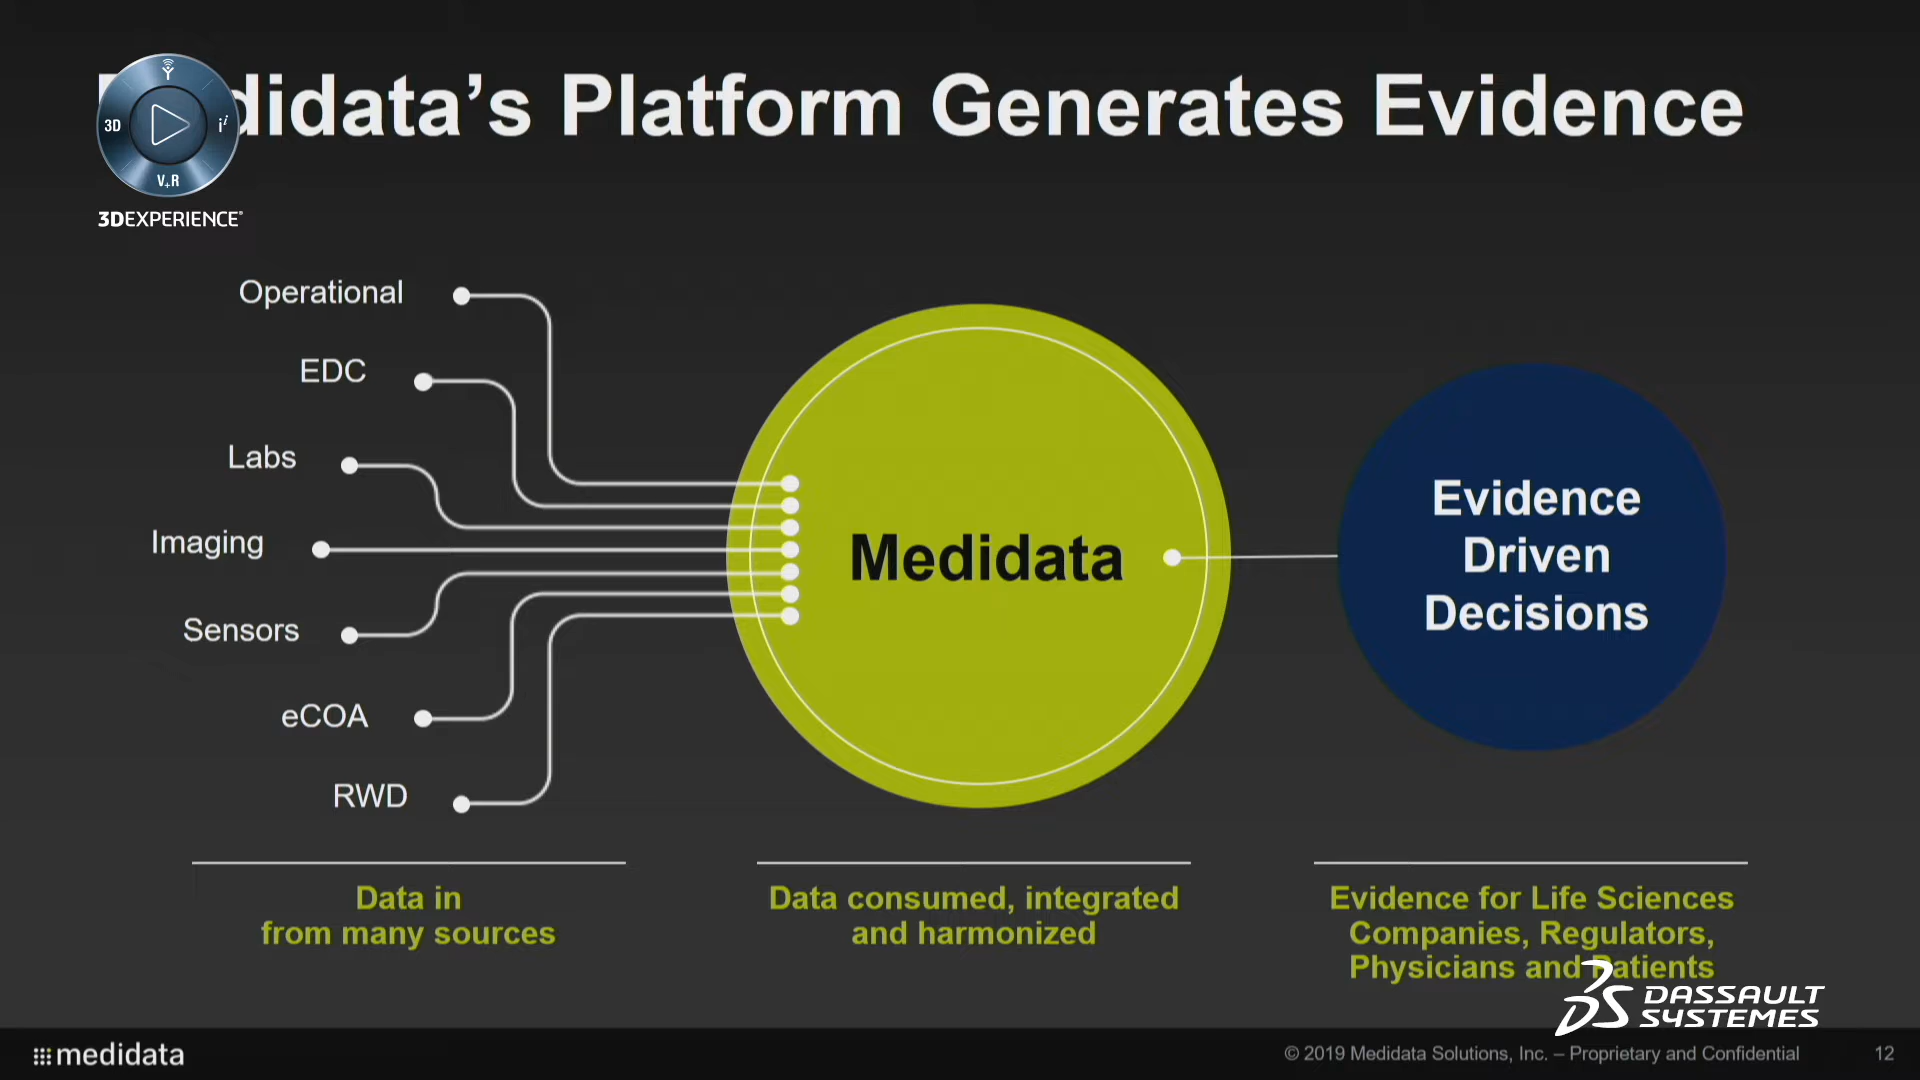 Medidata's Platform Generates Evidence
3D
i i
V+R
3DEXPERIENCE®
Operational
EDC
Labs
Imaging
Sensors
eCOA
RWD
Medidata
Evidence
Driven
Decisions
Data in
from many sources
Data consumed, integrated
and harmonized
Evidence for Life Sciences
Companies, Regulators,
Physicians and Patients
DASSAULT
SYSTEMES
medidata
© 2019 Medidata Solutions, Inc. – Proprietary and Confidential
12